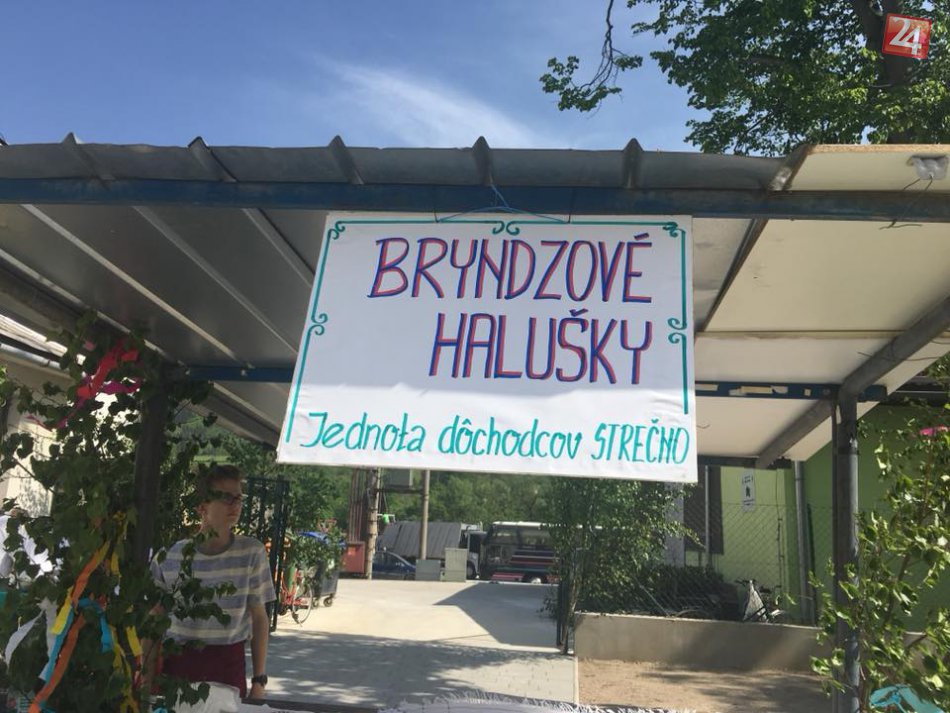 24
BRYNDZOVÉ
HALUŠKY
Jednota dôchodcov STREČNO